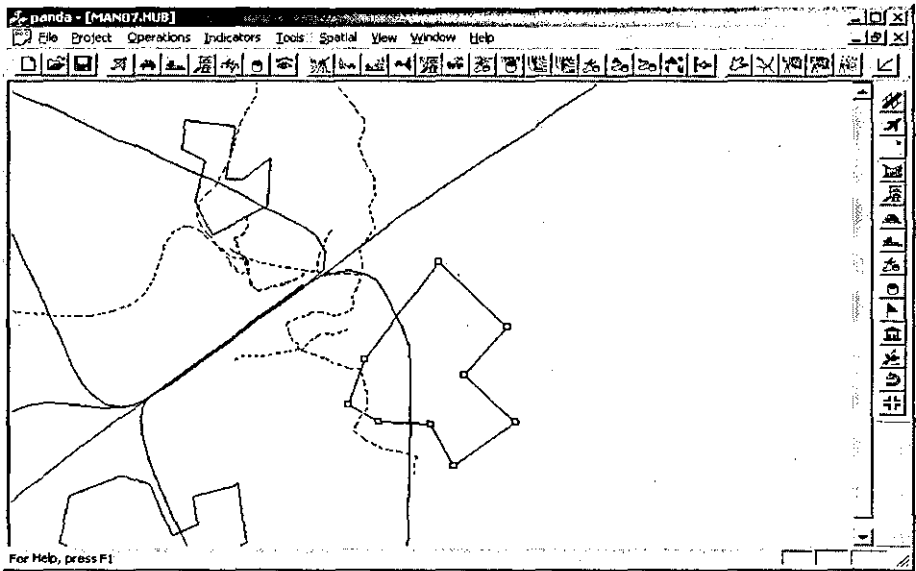 panda - [MAN07.HUB]
File Project Operations Indicators Tools Spatial View Window Help
For Help, press F1